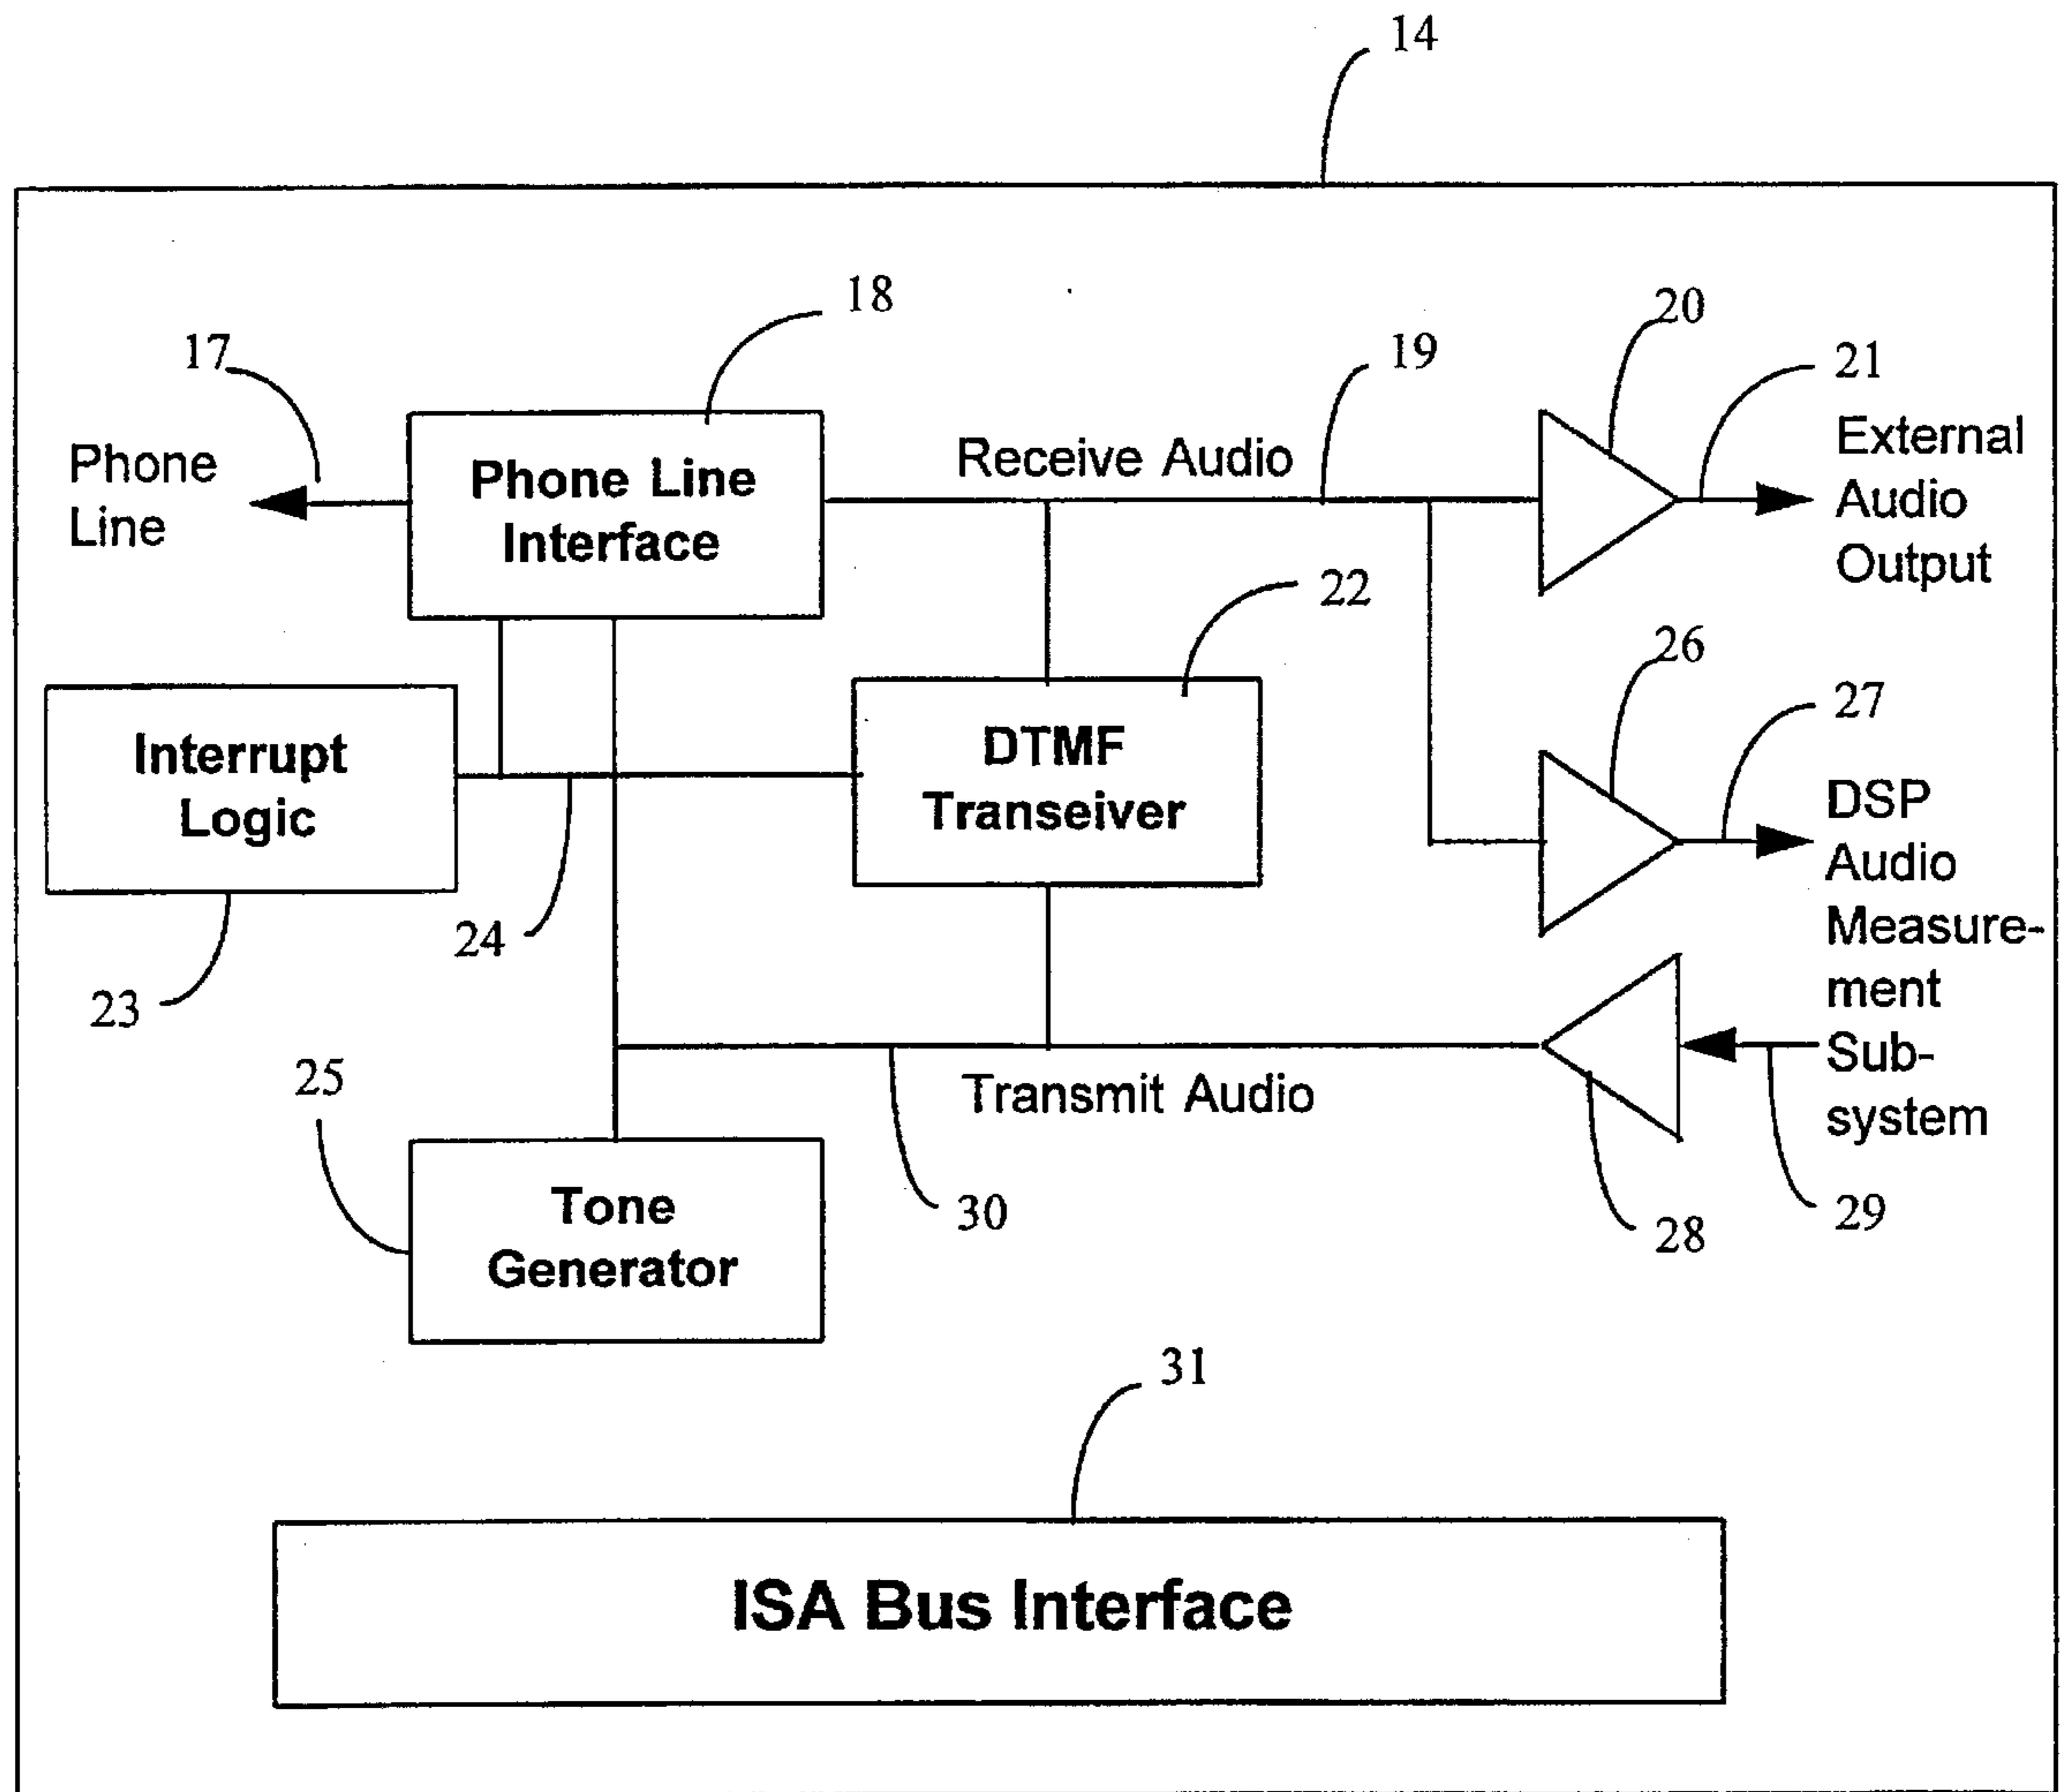 14
18
20
17
19
21
Phone
Line
Phone Line
Interface
Receive Audio
External
Audio
Output
22
26
27
Interrupt
Logic
DTMF
Transeiver
DSP
Audio
Measure-
ment
Sub-
system
24
23
25
Transmit Audio
30
28
29
Tone
Generator
31
ISA Bus Interface